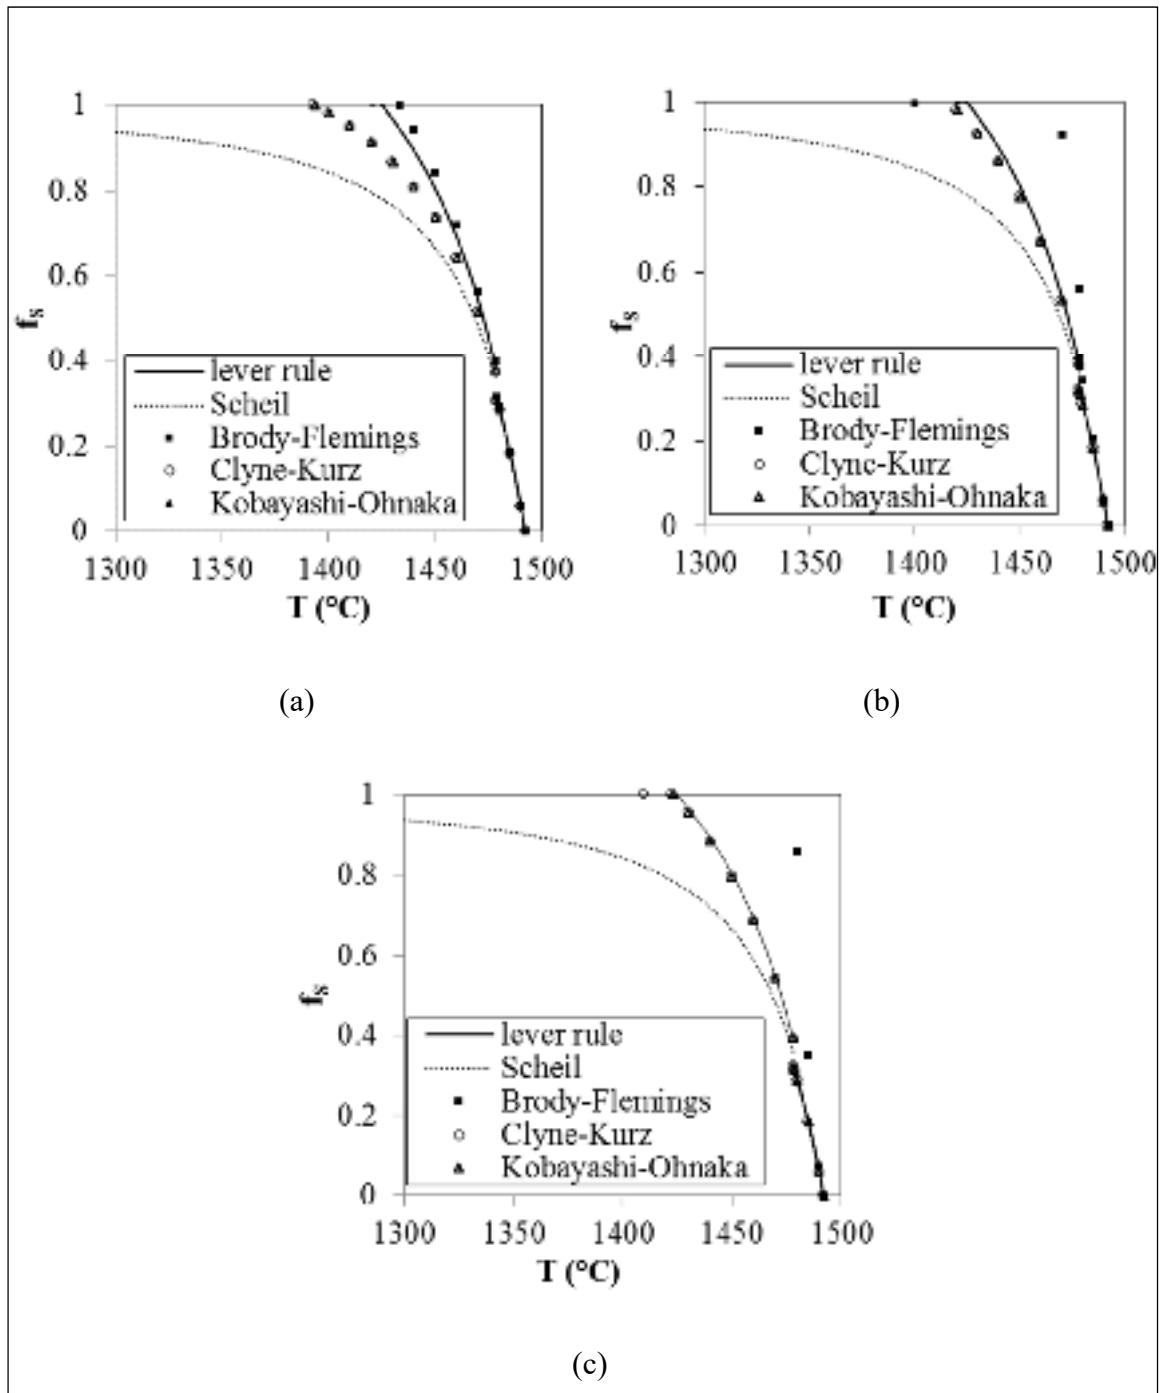 1
0.8
0.6
0.4
0.2
0
fs
lever rule
Scheil
Brody-Flemings
Clyne-Kurz
Kobayashi-Ohnaka
1300 1350 1400 1450 1500
T (°C)
(a)
1
0.8
0.6
0.4
0.2
0
fs
lever rule
Scheil
Brody-Flemings
Clync-Kurz
Kobayashi-Ohnaka
1300 1350 1400 1450 1500
T (°C)
(b)
1
0.8
0.6
0.4
0.2
0
fs
lever rule
Scheil
Brody-Flemings
Clyne-Kurz
Kobayashi-Ohnaka
1300 1350 1400 1450 1500
T (°C)
(c)